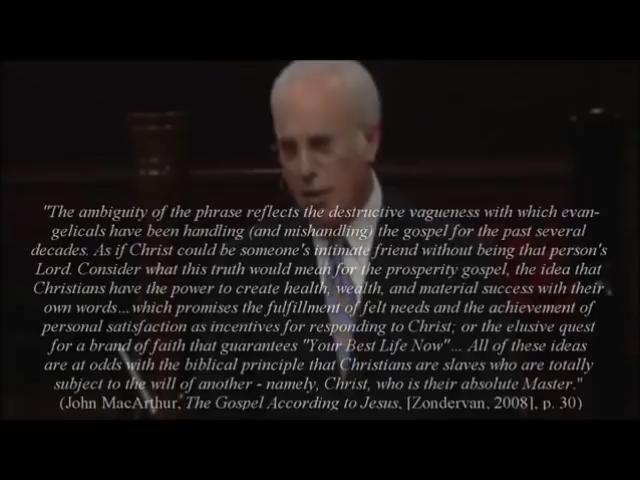 "The ambiguity of the phrase reflects the destructive vagueness with which evan-
gelicals have been handling (and mishandling) the gospel for the past several
decades. As if Christ could be someone's intimate friend without being that person's
Lord. Consider what this truth would mean for the prosperity gospel, the idea that
Christians have the power to create health, wealth, and material success with their
own words...which promises the fulfillment of felt needs and the achievement of
personal satisfaction as incentives for responding to Christ; or the elusive quest
for a brand of faith that guarantees "Your Best Life Now"... All of these ideas
are at odds with the biblical principle that Christians are slaves who are totally
subject to the will of another - namely, Christ, who is their absolute Master."
(John MacArthur, The Gospel According to Jesus, [Zondervan, 2008], p. 30)